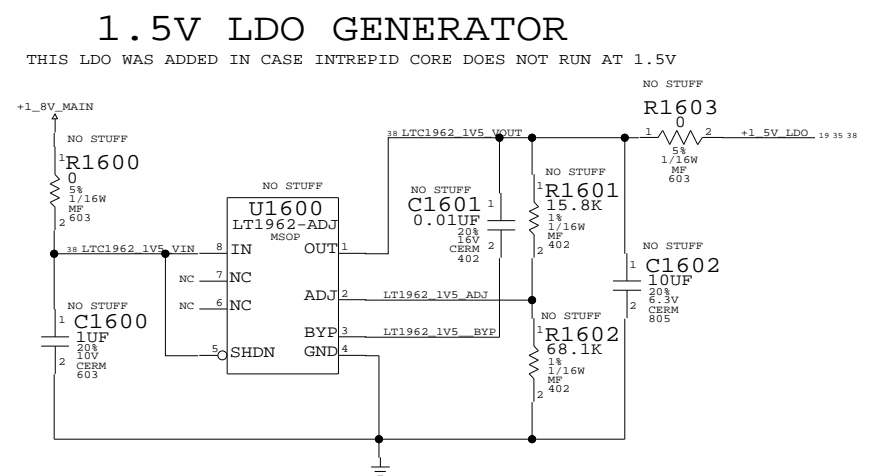 1.5V LDO GENERATOR
THIS LDO WAS ADDED IN CASE INTREPID CORE DOES NOT RUN AT 1.5V
+1_8V_MAIN
NO STUFF
1
R1600
0
5%
1/16W
MF
603
2
38 LTC1962_1V5_VIN
NO STUFF
1
C1600
1UF
20%
10V
CERM
603
2
NO STUFF
U1600
LT1962-ADJ
MSOP
8 IN
OUT 1
NC 7 NC
NC 6 NC
ADJ 2
BYP 3
5 SHDN
GND 4
38 LTC1962_1V5_VOUT
LT1962_1V5_ADJ
LT1962_1V5__BYP
NO STUFF
C1601
1
0.01UF
20%
16V
2
CERM
402
NO STUFF
1
R1601
15.8K
1%
1/16W
MF
402
2
NO STUFF
1
R1602
68.1K
1%
1/16W
MF
402
2
NO STUFF
R1603
0
1 2
5%
1/16W
MF
603
+1_5V_LDO 19 35 38
NO STUFF
1
C1602
10UF
20%
6.3V
2
CERM
805